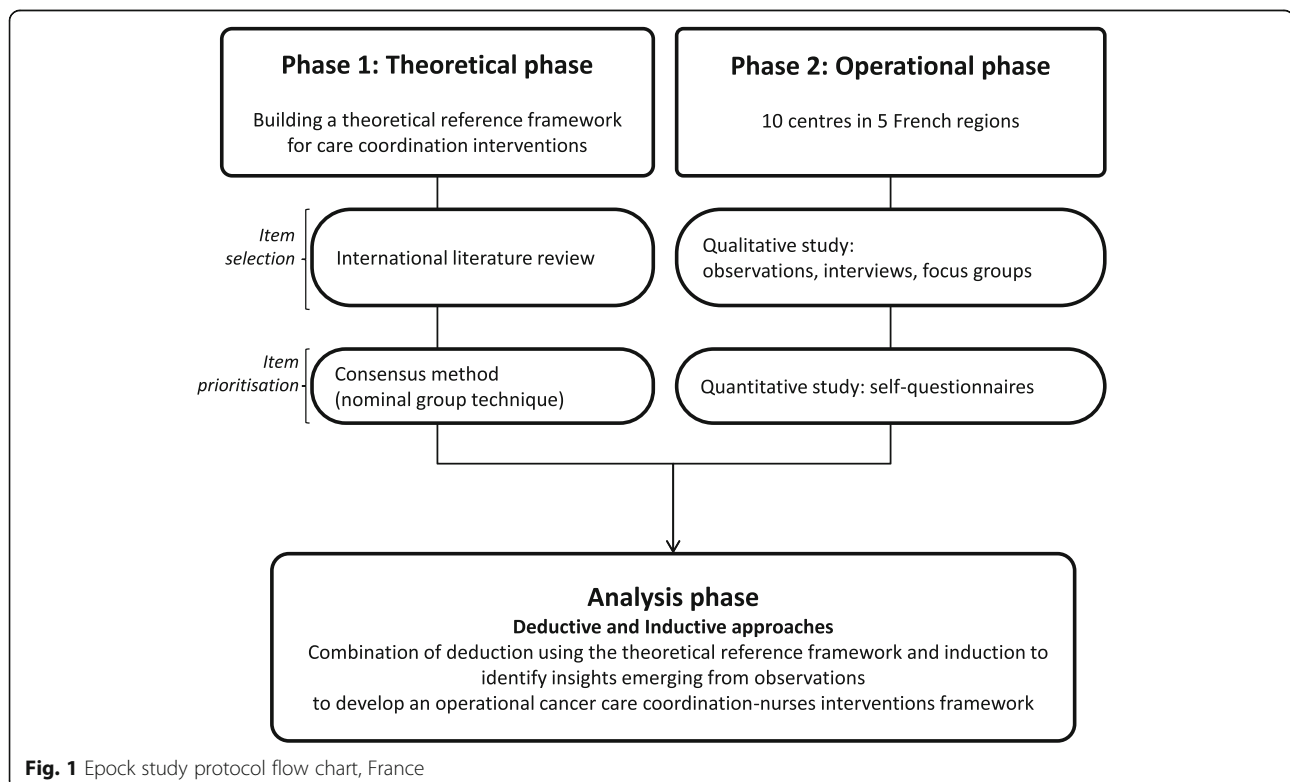 Phase 1: Theoretical phase
Building a theoretical reference framework
for care coordination interventions
Phase 2: Operational phase
10 centres in 5 French regions
Item
selection
International literature review
Qualitative study:
observations, interviews, focus groups
Item
prioritisation
Consensus method
(nominal group technique)
Quantitative study: self-questionnaires
Analysis phase
Deductive and Inductive approaches
Combination of deduction using the theoretical reference framework and induction to
identify insights emerging from observations
to develop an operational cancer care coordination-nurses interventions framework
Fig. 1 Epock study protocol flow chart, France